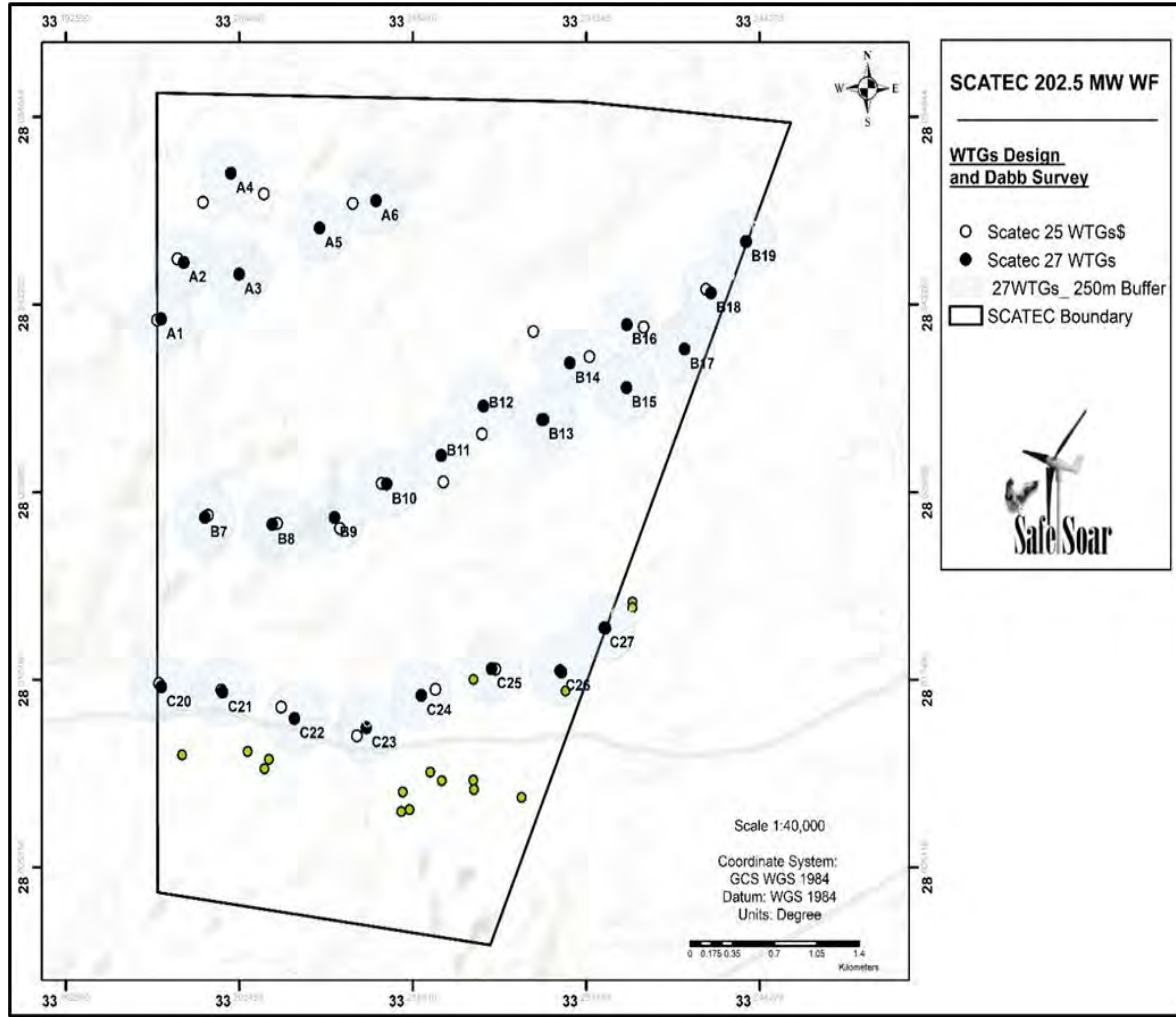 33 33 33 33 33
28 28 28 28 28
N
W E
S
A4
A6
A5
A2
A3
A1
B19
B18
B16
B17
B14
B15
B12
B13
B11
B10
B7
B8
B9
C27
C25
C26
C20
C21
C24
C22
C23
Scale 1:40,000
Coordinate System:
GCS WGS 1984
Datum: WGS 1984
Units: Degree
0 0.175 0.35 0.7 1.05 1.4
Kilometers
28 28 28 28 28
33 33 33 33 33
SCATEC 202.5 MW WF
WTGs Design
and Dabb Survey
Scatec 25 WTGs$
Scatec 27 WTGs
27WTGs_ 250m Buffer
SCATEC Boundary
Safe Soar